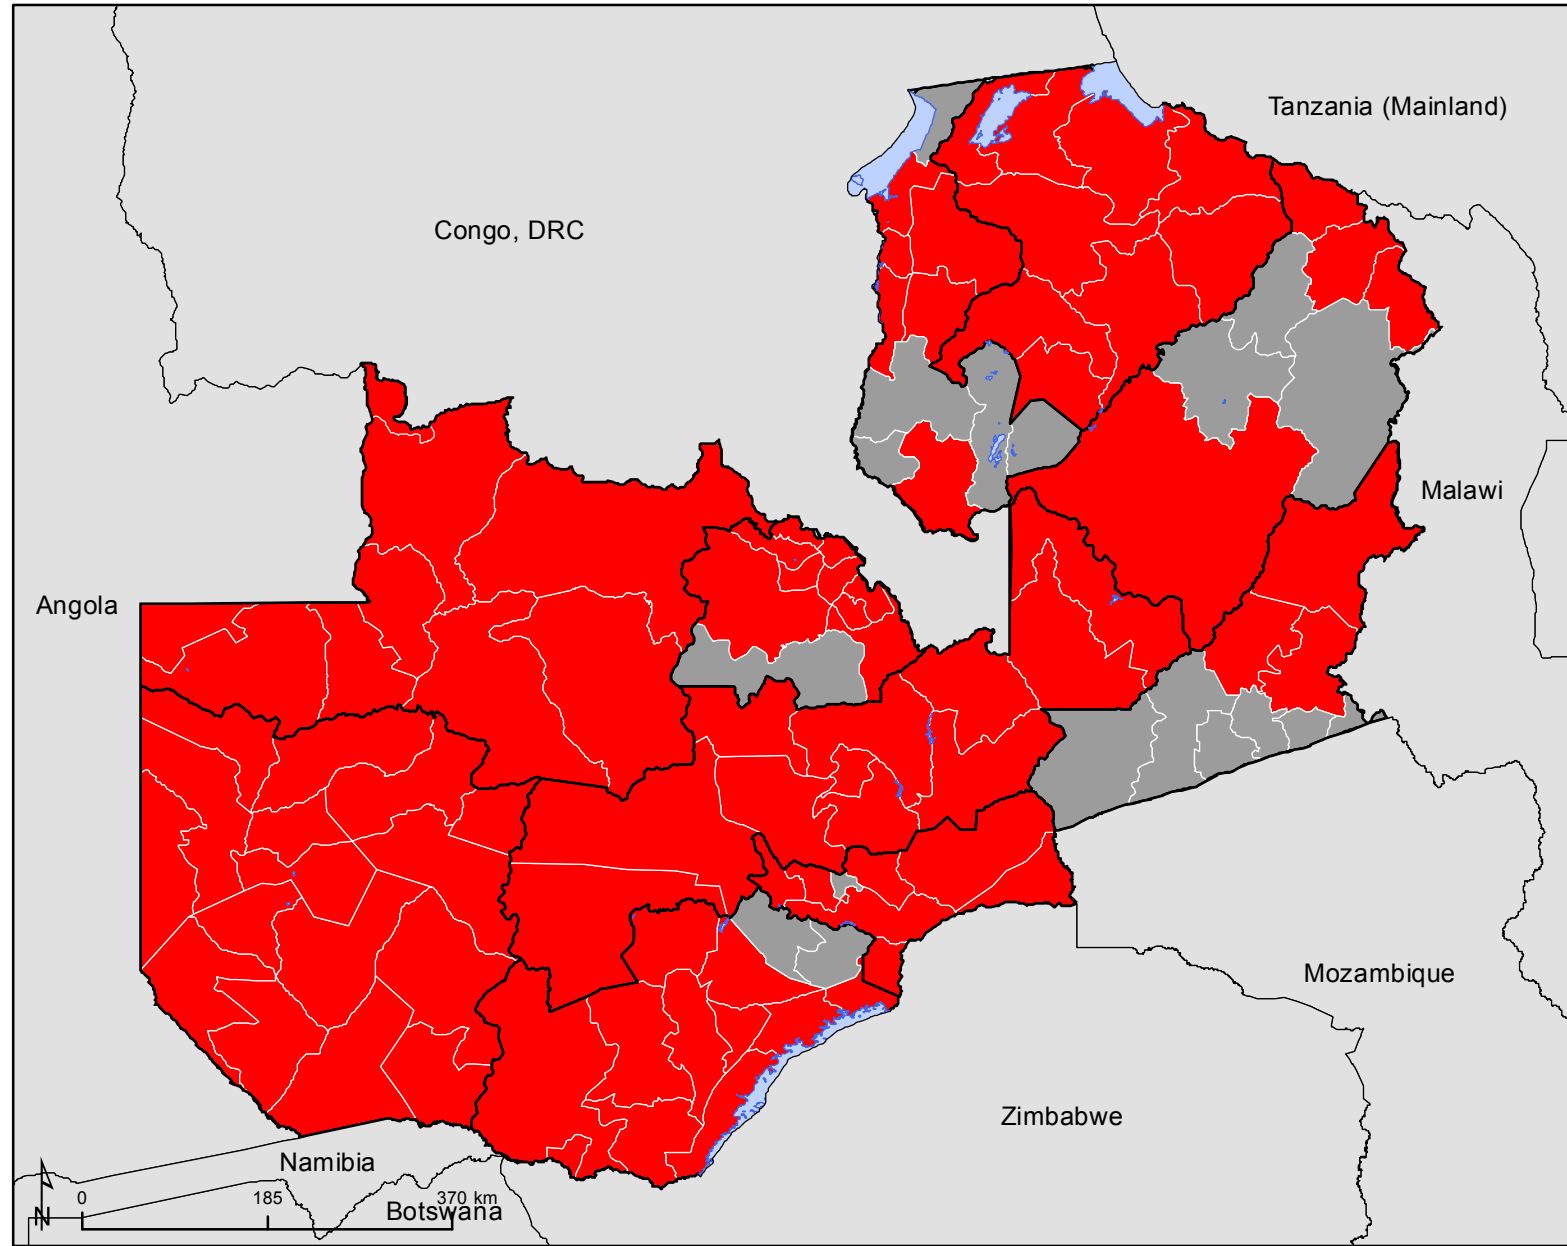 Tanzania (Mainland)
Congo, DRC
Malawi
Angola
Mozambique
Zimbabwe
Namibia
Botswana
0 185 370 km
N